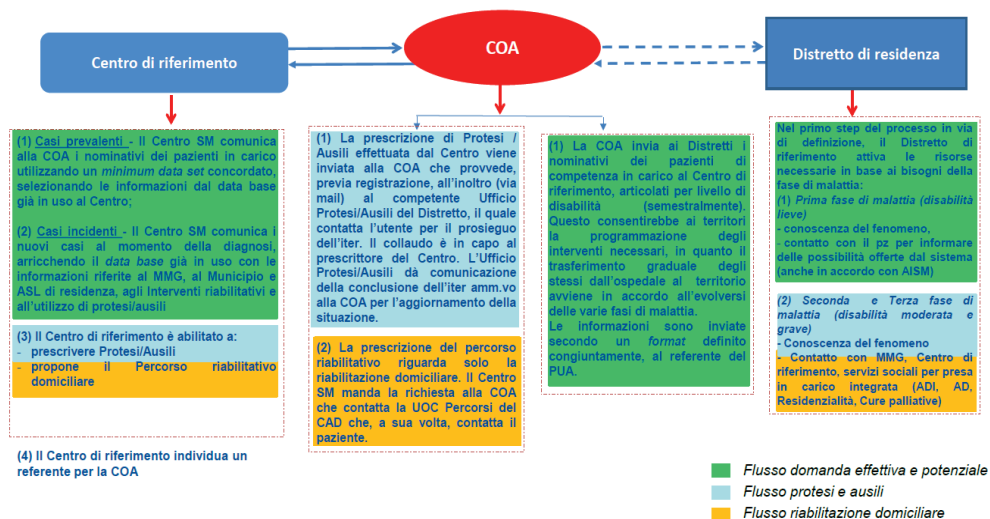 Centro di riferimento
COA
Distretto di residenza
(1) Casi prevalenti - Il Centro SM comunica
alla COA i nominativi dei pazienti in carico
utilizzando un minimum data set concordato,
selezionando le informazioni dal data base
già in uso al Centro;
(2) Casi incidenti - Il Centro SM comunica i
nuovi casi al momento della diagnosi,
arricchendo il data base già in uso con le
informazioni riferite al MMG, al Municipio e
ASL di residenza, agli Interventi riabilitativi e
all'utilizzo di protesi/ausili
(3) Il Centro di riferimento è abilitato a:
- prescrivere Protesi/Ausili
- propone il Percorso riabilitativo
domiciliare
(4) Il Centro di riferimento individua un
referente per la COA
(1) La prescrizione di Protesi /
Ausili effettuata dal Centro viene
inviata alla COA che provvede,
previa registrazione, all'inoltro (via
mail) al competente Ufficio
Protesi/Ausili del Distretto, il quale
contatta l'utente per il prosieguo
dell'iter. Il collaudo è in capo al
prescrittore del Centro. L'Ufficio
Protesi/Ausili dà comunicazione
della conclusione dell'iter amm.vo
alla COA per l'aggiornamento della
situazione.
(2) La prescrizione del percorso
riabilitativo riguarda solo la
riabilitazione domiciliare. Il Centro
SM manda la richiesta alla COA
che contatta la UOC Percorsi del
CAD che, a sua volta, contatta il
paziente.
(1) La COA invia ai Distretti i
nominativi dei pazienti di
competenza in carico al Centro di
riferimento, articolati per livello di
disabilità (semestralmente).
Questo consentirebbe ai territori
la programmazione degli
interventi necessari, in quanto il
trasferimento graduale degli
stessi dall'ospedale al territorio
avviene in accordo all'evolversi
delle varie fasi di malattia.
Le informazioni sono inviate
secondo un format definito
congiuntamente, al referente del
PUA.
Nel primo step del processo in via
di definizione, il Distretto di
riferimento attiva le risorse
necessarie in base ai bisogni della
fase di malattia:
(1) Prima fase di malattia (disabilità
lieve)
- conoscenza del fenomeno,
- contatto con il pz per informare
delle possibilità offerte dal sistema
(anche in accordo con AISM)
(2) Seconda e Terza fase di
malattia (disabilità moderata e
grave)
- Conoscenza del fenomeno
- Contatto con MMG, Centro di
riferimento, servizi sociali per presa
in carico integrata (ADI, AD,
Residenzialità, Cure palliative)
Flusso domanda effettiva e potenziale
Flusso protesi e ausili
Flusso riabilitazione domiciliare